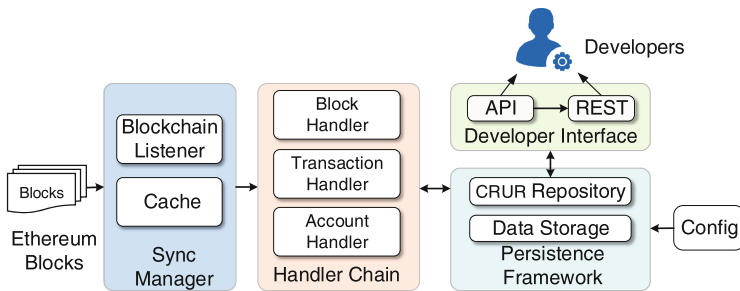 Developers
API
REST
Developer Interface
Blocks
Ethereum
Blocks
Blockchain
Listener
Cache
Sync
Manager
Block
Handler
Transaction
Handler
Account
Handler
Handler Chain
CRUR Repository
Data Storage
Persistence
Framework
Config